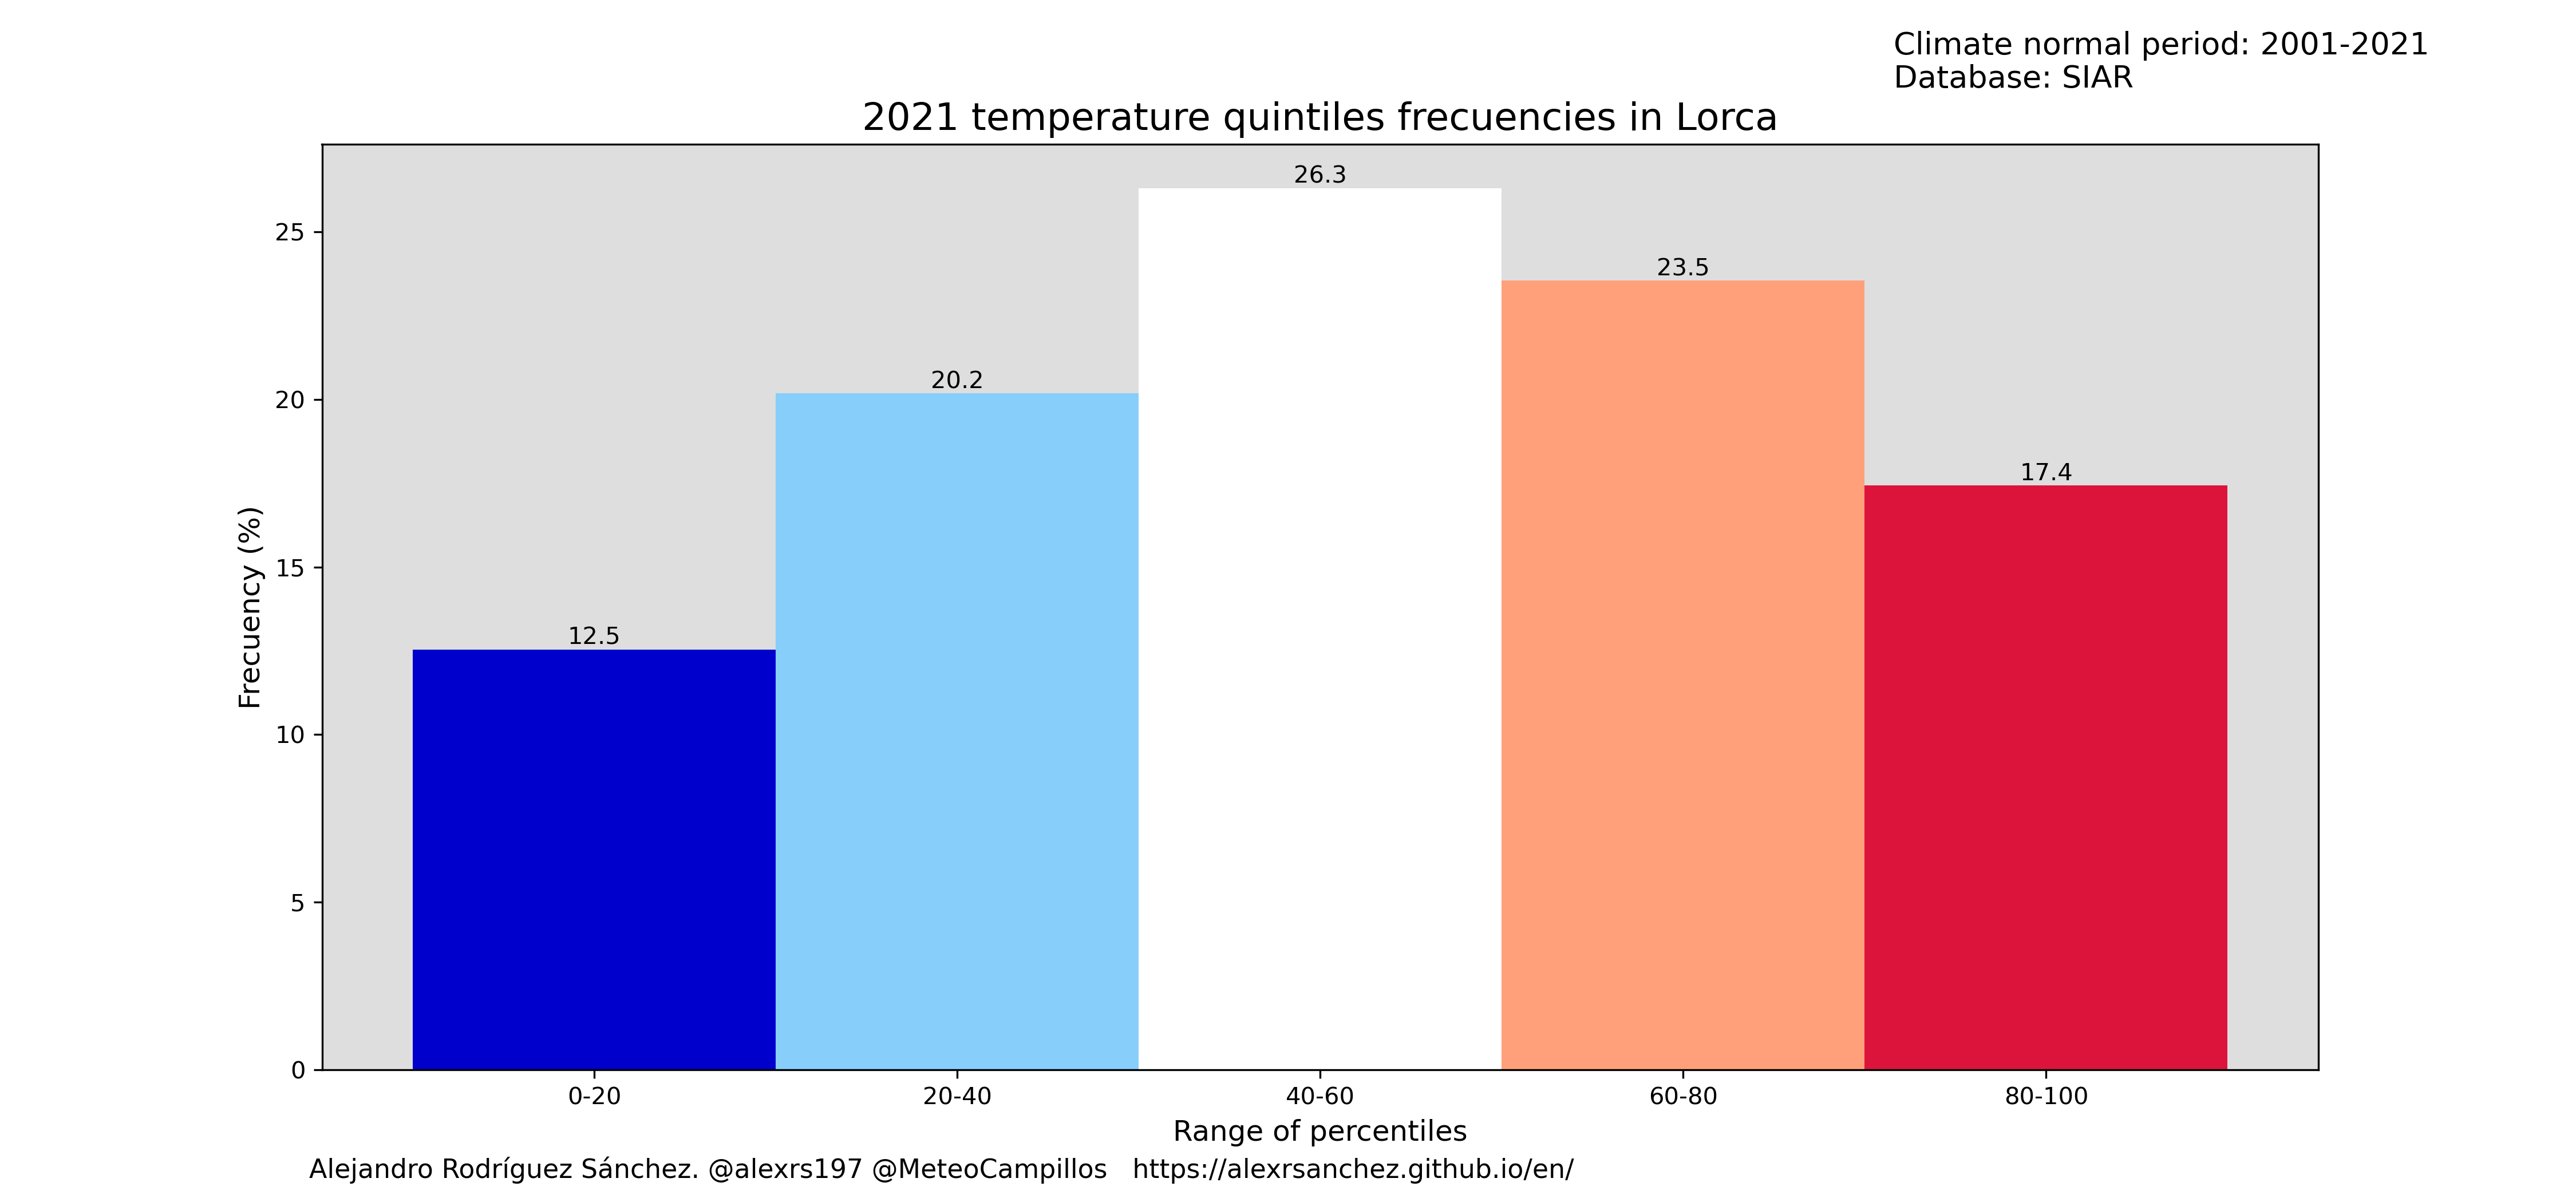 Climate normal period: 2001-2021
Database: SIAR
2021 temperature quintiles frecuencies in Lorca
26.3
25
23.5
20.2
20
17.4
15
12.5
Frecuency (%)
10
5
0
0-20 20-40 40-60 60-80 80-100
Range of percentiles
Alejandro Rodríguez Sánchez. @alexrs197 @MeteoCampillos https://alexrsanchez.github.io/en/